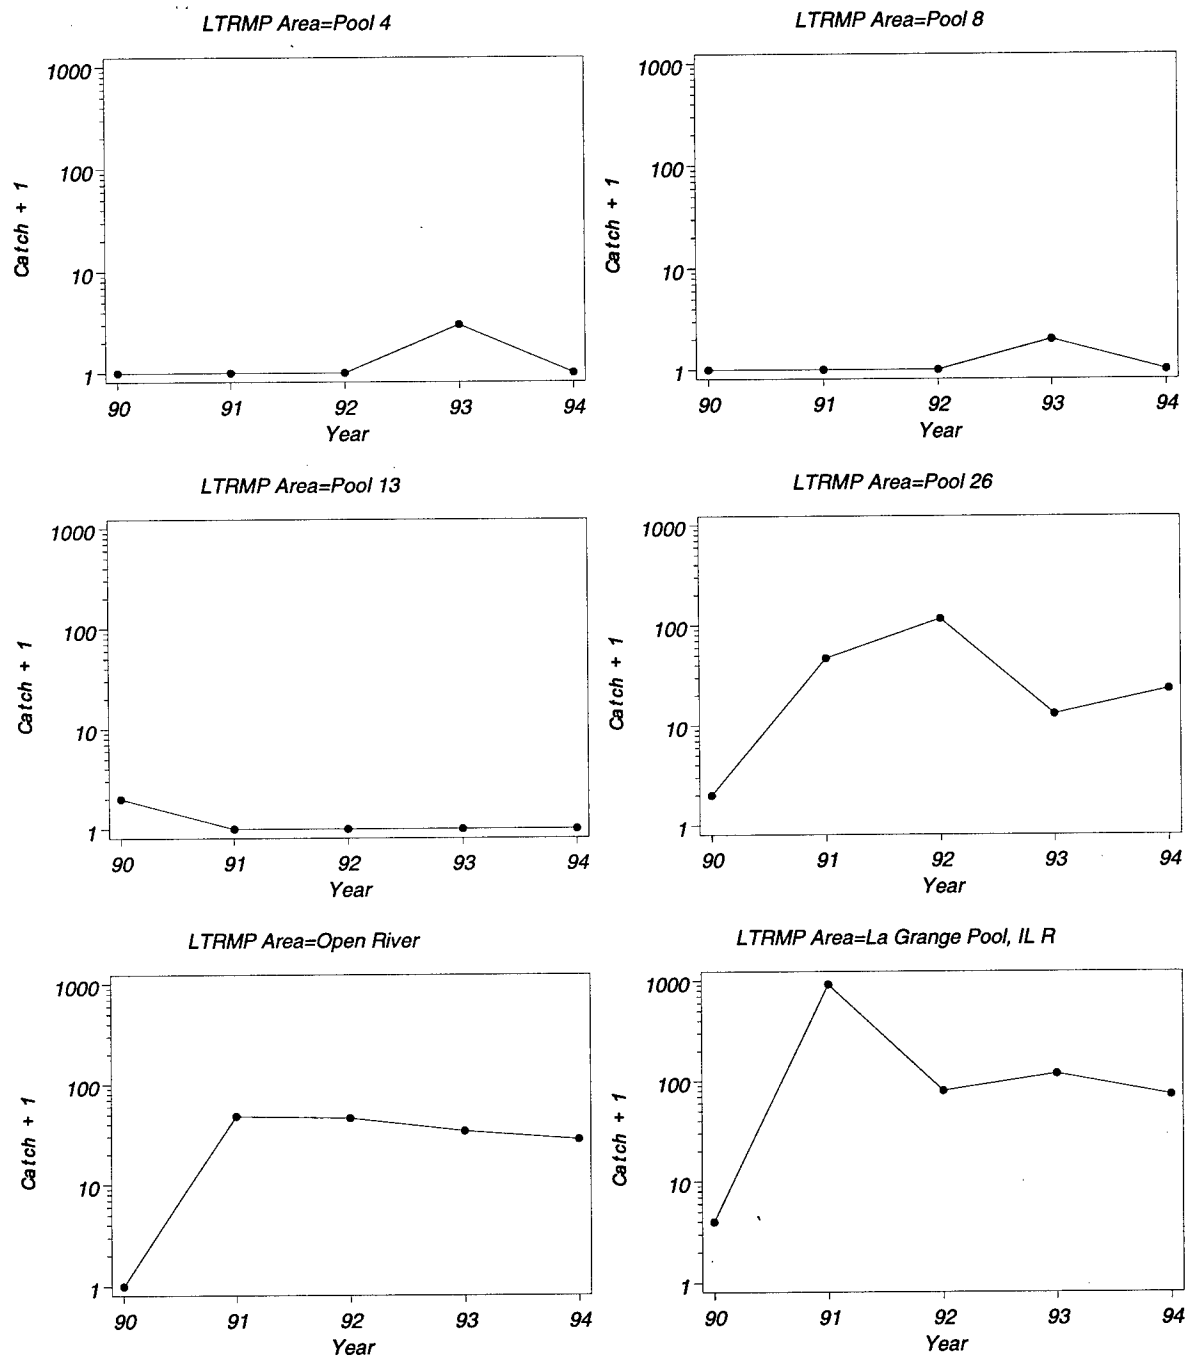 LTRMP Area=Pool 4
1000
100
10
1
Catch + 1
90 91 92 93 94
Year
LTRMP Area=Pool 8
1000
100
10
1
Catch + 1
90 91 92 93 94
Year
LTRMP Area=Pool 13
1000
100
10
1
Catch + 1
90 91 92 93 94
Year
LTRMP Area=Pool 26
1000
100
10
1
Catch + 1
90 91 92 93 94
Year
LTRMP Area=Open River
1000
100
10
1
Catch + 1
90 91 92 93 94
Year
LTRMP Area=La Grange Pool, IL R
1000
100
10
1
Catch + 1
90 91 92 93 94
Year